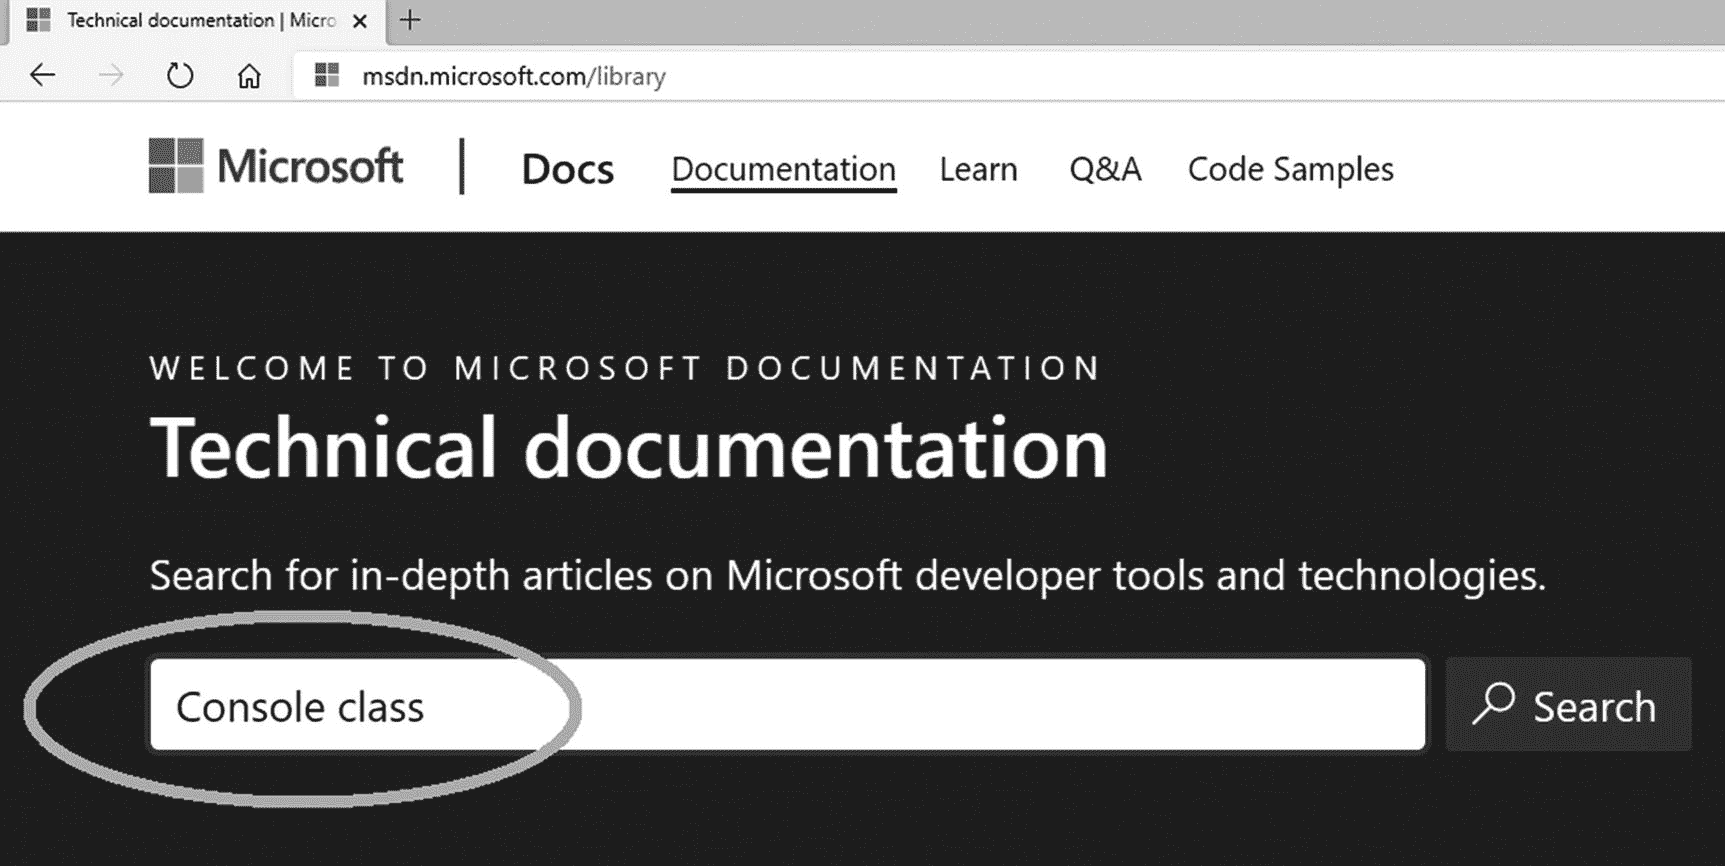 Technical documentation | Micro
msdn.microsoft.com/library
Microsoft | Docs Documentation Learn Q&A Code Samples
WELCOME TO MICROSOFT DOCUMENTATION
Technical documentation
Search for in-depth articles on Microsoft developer tools and technologies.
Console class Search